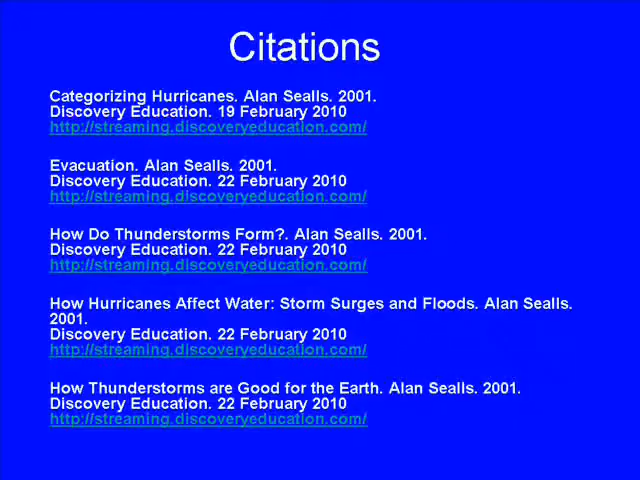 Citations
Categorizing Hurricanes. Alan Sealls. 2001.
Discovery Education. 19 February 2010
http://streaming.discoveryeducation.com/
Evacuation. Alan Sealls. 2001.
Discovery Education. 22 February 2010
http://streaming.discoveryeducation.com/
How Do Thunderstorms Form?. Alan Sealls. 2001.
Discovery Education. 22 February 2010
http://streaming.discoveryeducation.com/
How Hurricanes Affect Water: Storm Surges and Floods. Alan Sealls.
2001.
Discovery Education. 22 February 2010
http://streaming.discoveryeducation.com/
How Thunderstorms are Good for the Earth. Alan Sealls. 2001.
Discovery Education. 22 February 2010
http://streaming.discoveryeducation.com/